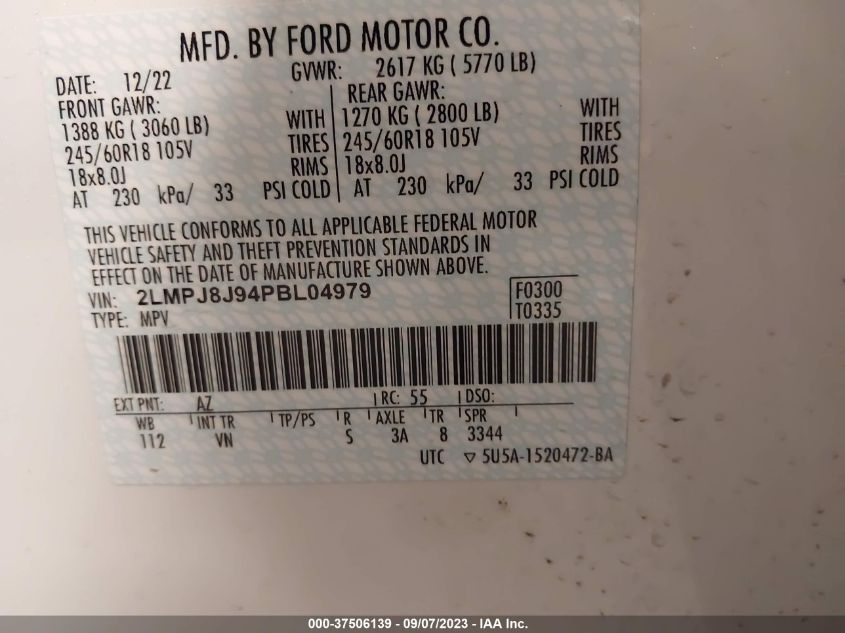 MFD. BY FORD MOTOR CO.
DATE: 12/22 GVWR: 2617 KG ( 5770 LB)
FRONT GAWR: REAR GAWR:
1388 KG ( 3060 LB) WITH 1270 KG ( 2800 LB) WITH
245/60R18 105V TIRES 245/60R18 105V TIRES
18x8.0J RIMS 18x8.0J RIMS
AT 230 kPa/ 33 PSI COLD AT 230 kPa/ 33 PSI COLD
THIS VEHICLE CONFORMS TO ALL APPLICABLE FEDERAL MOTOR
VEHICLE SAFETY AND THEFT PREVENTION STANDARDS IN
EFFECT ON THE DATE OF MANUFACTURE SHOWN ABOVE.
VIN: 2LMPJ8J94PBL04979 F0300
TYPE: MPV T0335
EXT PNT: AZ RC: 55 DSO:
WB INT TR TP/PS R AXLE TR SPR
112 VN S 3A 8 3344
UTC ▽ 5U5A-1520472-BA
000-37506139 - 09/07/2023 - IAA Inc.